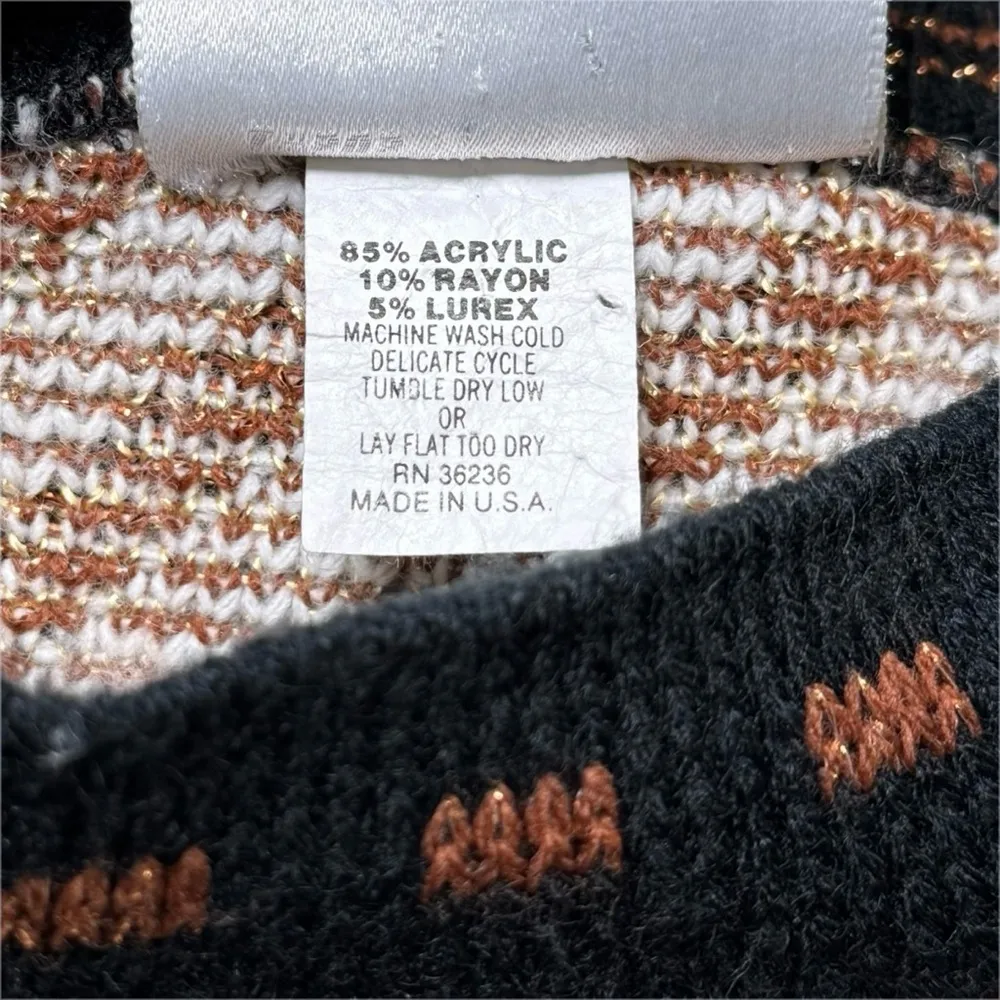 85% ACRYLIC
10% RAYON
5% LUREX
MACHINE WASH COLD
DELICATE CYCLE
TUMBLE DRY LOW
OR
LAY FLAT TOO DRY
RN 36236
MADE IN U.S.A.